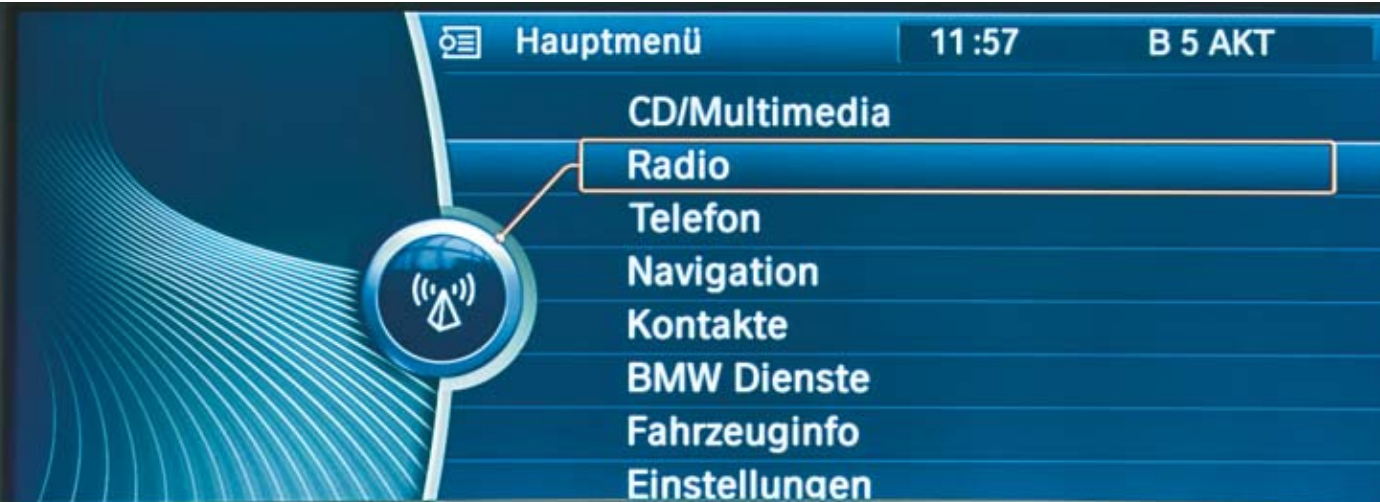 Hauptmenü 11:57 B 5 AKT
CD/Multimedia
Radio
Telefon
Navigation
Kontakte
BMW Dienste
Fahrzeuginfo
Einstellungen